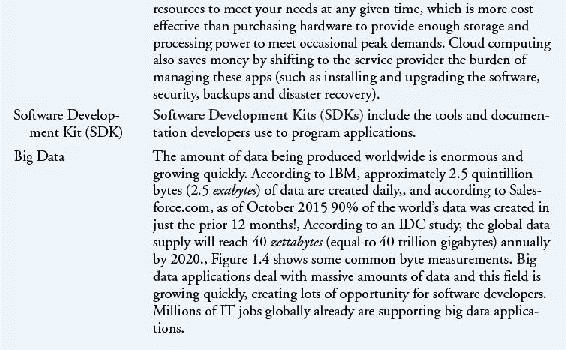 resources to meet your needs at any given time, which is more cost
effective than purchasing hardware to provide enough storage and
processing power to meet occasional peak demands. Cloud computing
also saves money by shifting to the service provider the burden of
managing these apps (such as installing and upgrading the software,
security, backups and disaster recovery).
Software Develop-
ment Kit (SDK)
Software Development Kits (SDKs) include the tools and documen-
tation developers use to program applications.
Big Data
The amount of data being produced worldwide is enormous and
growing quickly. According to IBM, approximately 2.5 quintillion
bytes (2.5 exabytes) of data are created daily,, and according to Sales-
force.com, as of October 2015 90% of the world's data was created in
just the prior 12 months!, According to an IDC study, the global data
supply will reach 40 zettabytes (equal to 40 trillion gigabytes) annually
by 2020., Figure 1.4 shows some common byte measurements. Big
data applications deal with massive amounts of data and this field is
growing quickly, creating lots of opportunity for software developers.
Millions of IT jobs globally already are supporting big data applica-
tions.